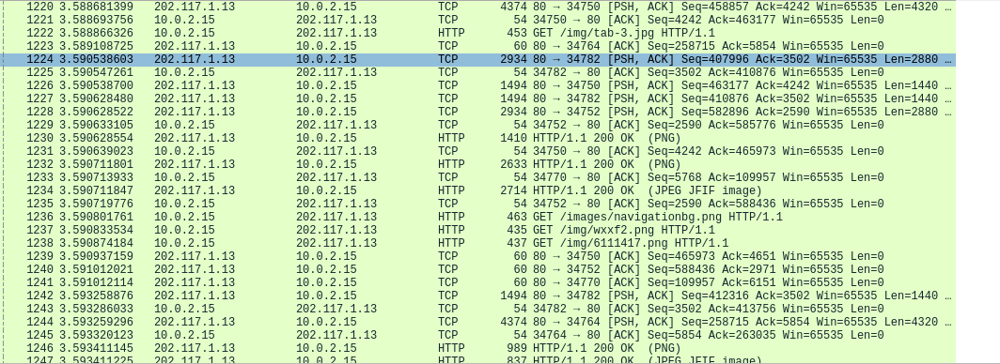 1220 3.588681399 202.117.1.13 10.0.2.15 TCP 4374 80 → 34750 [PSH, ACK] Seq=458857 Ack=4242 Win=65535 Len=4320 …
1221 3.588693756 10.0.2.15 202.117.1.13 TCP 54 34750 → 80 [ACK] Seq=4242 Ack=463177 Win=65535 Len=0
1222 3.588866326 10.0.2.15 202.117.1.13 HTTP 453 GET /img/tab-3.jpg HTTP/1.1
1223 3.589108725 202.117.1.13 10.0.2.15 TCP 60 80 → 34764 [ACK] Seq=258715 Ack=5854 Win=65535 Len=0
1224 3.590538603 202.117.1.13 10.0.2.15 TCP 2934 80 → 34782 [PSH, ACK] Seq=407996 Ack=3502 Win=65535 Len=2880 …
1225 3.590547261 10.0.2.15 202.117.1.13 TCP 54 34782 → 80 [ACK] Seq=3502 Ack=410876 Win=65535 Len=0
1226 3.590538700 202.117.1.13 10.0.2.15 TCP 1494 80 → 34750 [PSH, ACK] Seq=463177 Ack=4242 Win=65535 Len=1440 …
1227 3.590628480 202.117.1.13 10.0.2.15 TCP 1494 80 → 34782 [PSH, ACK] Seq=410876 Ack=3502 Win=65535 Len=1440 …
1228 3.590628522 202.117.1.13 10.0.2.15 TCP 2934 80 → 34752 [PSH, ACK] Seq=582896 Ack=2590 Win=65535 Len=2880 …
1229 3.590633105 10.0.2.15 202.117.1.13 TCP 54 34752 → 80 [ACK] Seq=2590 Ack=585776 Win=65535 Len=0
1230 3.590628554 202.117.1.13 10.0.2.15 HTTP 1410 HTTP/1.1 200 OK (PNG)
1231 3.590639023 10.0.2.15 202.117.1.13 TCP 54 34750 → 80 [ACK] Seq=4242 Ack=465973 Win=65535 Len=0
1232 3.590711801 202.117.1.13 10.0.2.15 HTTP 2633 HTTP/1.1 200 OK (PNG)
1233 3.590713933 10.0.2.15 202.117.1.13 TCP 54 34770 → 80 [ACK] Seq=5768 Ack=109957 Win=65535 Len=0
1234 3.590711847 202.117.1.13 10.0.2.15 HTTP 2714 HTTP/1.1 200 OK (JPEG JFIF image)
1235 3.590719776 10.0.2.15 202.117.1.13 TCP 54 34752 → 80 [ACK] Seq=2590 Ack=588436 Win=65535 Len=0
1236 3.590801761 10.0.2.15 202.117.1.13 HTTP 463 GET /images/navigationbg.png HTTP/1.1
1237 3.590833534 10.0.2.15 202.117.1.13 HTTP 435 GET /img/wxxf2.png HTTP/1.1
1238 3.590874184 10.0.2.15 202.117.1.13 HTTP 437 GET /img/6111417.png HTTP/1.1
1239 3.590937159 202.117.1.13 10.0.2.15 TCP 60 80 → 34750 [ACK] Seq=465973 Ack=4651 Win=65535 Len=0
1240 3.591012021 202.117.1.13 10.0.2.15 TCP 60 80 → 34752 [ACK] Seq=588436 Ack=2971 Win=65535 Len=0
1241 3.591012114 202.117.1.13 10.0.2.15 TCP 60 80 → 34770 [ACK] Seq=109957 Ack=6151 Win=65535 Len=0
1242 3.593258876 202.117.1.13 10.0.2.15 TCP 1494 80 → 34782 [PSH, ACK] Seq=412316 Ack=3502 Win=65535 Len=1440 …
1243 3.593286033 10.0.2.15 202.117.1.13 TCP 54 34782 → 80 [ACK] Seq=3502 Ack=413756 Win=65535 Len=0
1244 3.593259296 202.117.1.13 10.0.2.15 TCP 4374 80 → 34764 [PSH, ACK] Seq=258715 Ack=5854 Win=65535 Len=4320 …
1245 3.593320123 10.0.2.15 202.117.1.13 TCP 54 34764 → 80 [ACK] Seq=5854 Ack=263035 Win=65535 Len=0
1246 3.593411145 202.117.1.13 10.0.2.15 HTTP 989 HTTP/1.1 200 OK (PNG)
1247 3.593411225 202.117.1.13 10.0.2.15 HTTP 837 HTTP/1.1 200 OK (JPEG JFIF image)